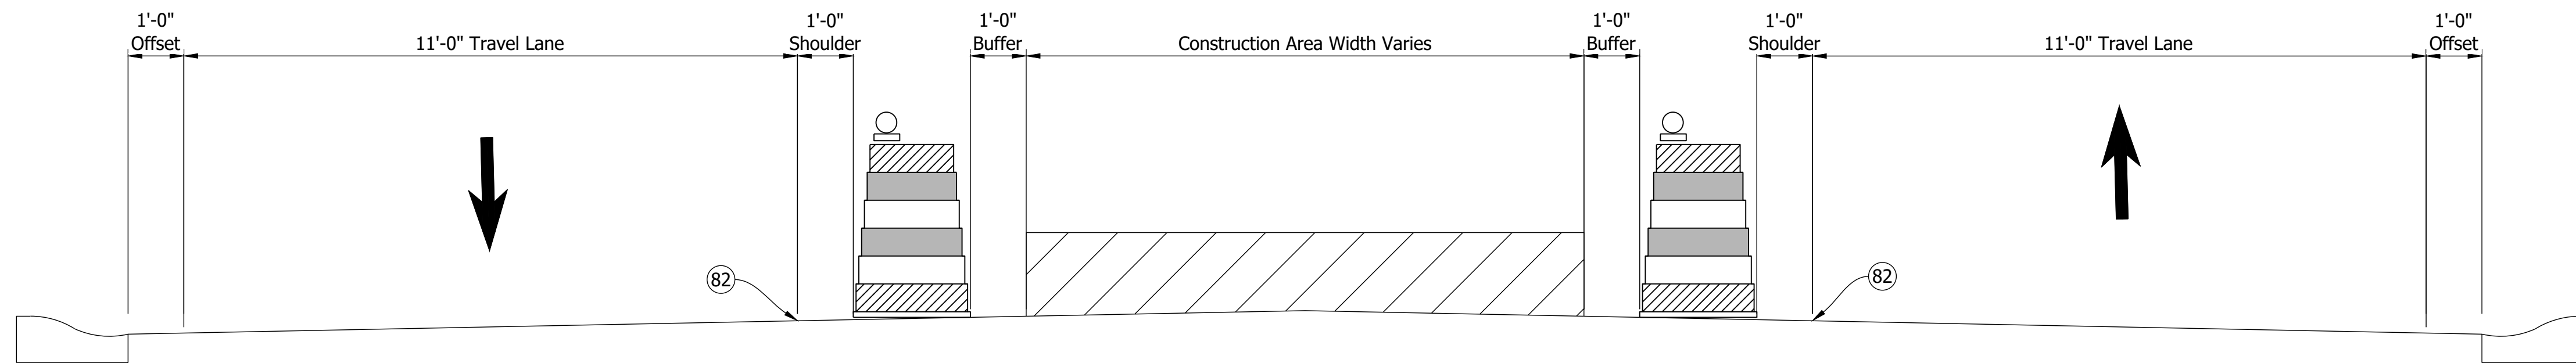 1'-0"
Offset
11'-0" Travel Lane
1'-0"
Shoulder
1'-0"
Buffer
Construction Area Width Varies
1'-0"
Buffer
1'-0"
Shoulder
11'-0" Travel Lane
1'-0"
Offset
82
82